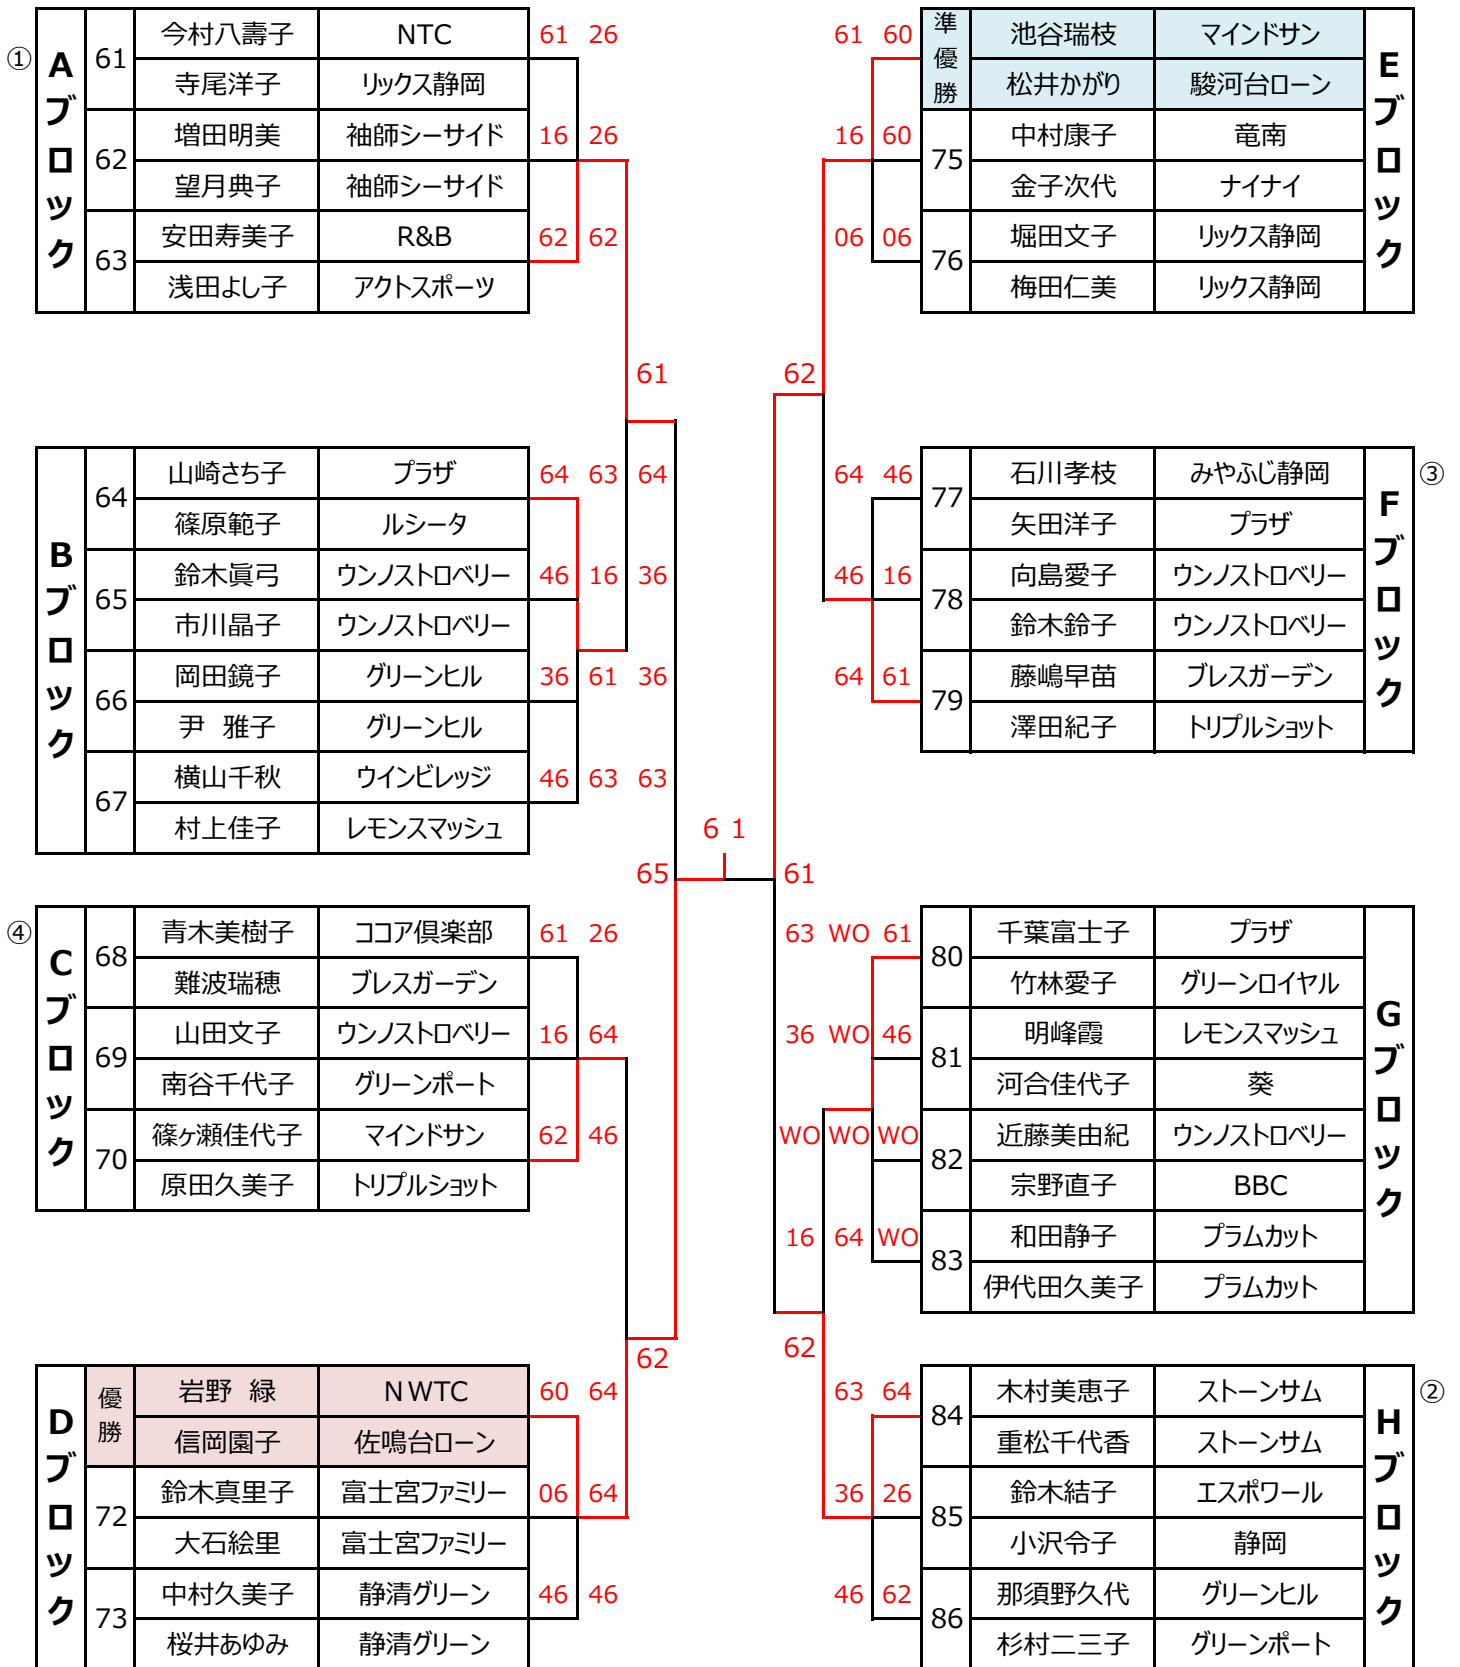 ① Aブロック
61 今村八壽子 NTC 61 26
寺尾洋子 リックス静岡
62 増田明美 袖師シーサイド 16 26
望月典子 袖師シーサイド
63 安田寿美子 R&B 62 62
浅田よし子 アクトスポーツ
61
Bブロック
64 山崎さち子 プラザ 64 63 64
篠原範子 ルシータ
65 鈴木眞弓 ウンノストロベリー 46 16 36
市川晶子 ウンノストロベリー
66 岡田鏡子 グリーンヒル 36 61 36
尹 雅子 グリーンヒル
67 横山千秋 ウインビレッジ 46 63 63
村上佳子 レモンスマッシュ
6 1
65
④ Cブロック
68 青木美樹子 ココア倶楽部 61 26
難波瑞穂 ブレスガーデン
69 山田文子 ウンノストロベリー 16 64
南谷千代子 グリーンポート
70 篠ヶ瀬佳代子 マインドサン 62 46
原田久美子 トリプルショット
62
Dブロック
優勝 岩野 緑 NWTC 60 64
信岡園子 佐鳴台ローン
72 鈴木真里子 富士宮ファミリー 06 64
大石絵里 富士宮ファミリー
73 中村久美子 静清グリーン 46 46
桜井あゆみ 静清グリーン
Eブロック
61 60 準優勝 池谷瑞枝 マインドサン
松井かがり 駿河台ローン
16 60 75 中村康子 竜南
金子次代 ナイナイ
06 06 76 堀田文子 リックス静岡
梅田仁美 リックス静岡
62
Fブロック ③
64 46 77 石川孝枝 みやふじ静岡
矢田洋子 プラザ
46 16 78 向島愛子 ウンノストロベリー
鈴木鈴子 ウンノストロベリー
64 61 79 藤嶋早苗 ブレスガーデン
澤田紀子 トリプルショット
61
Gブロック
63 WO 61 80 千葉富士子 プラザ
竹林愛子 グリーンロイヤル
36 WO 46 81 明峰霞 レモンスマッシュ
河合佳代子 葵
WO WO WO 82 近藤美由紀 ウンノストロベリー
宗野直子 BBC
16 64 WO 83 和田静子 プラムカット
伊代田久美子 プラムカット
62
Hブロック ②
63 64 84 木村美恵子 ストーンサム
重松千代香 ストーンサム
36 26 85 鈴木結子 エスポワール
小沢令子 静岡
46 62 86 那須野久代 グリーンヒル
杉村二三子 グリーンポート